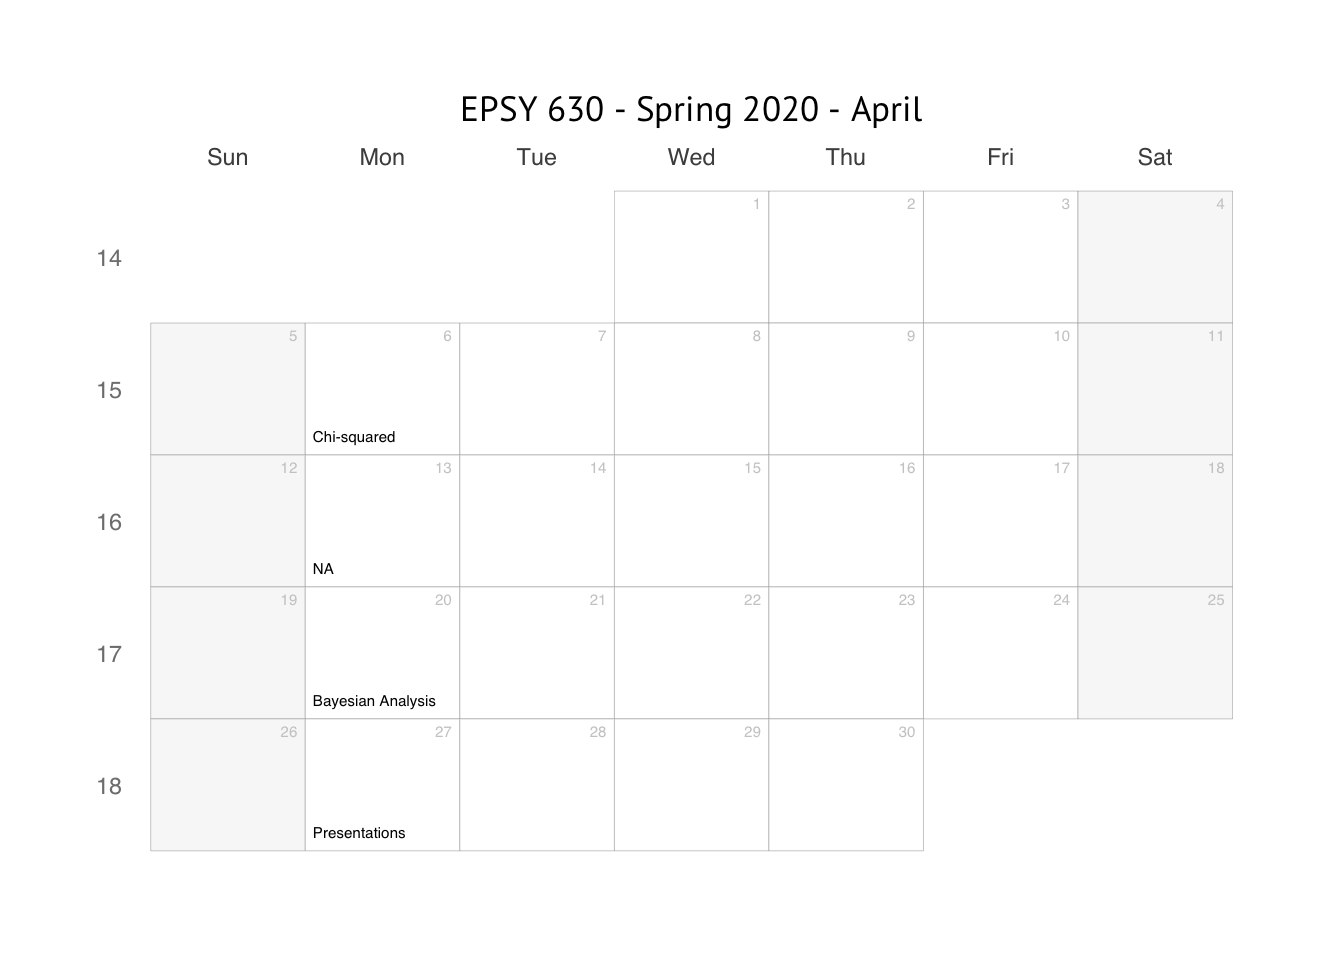 EPSY 630 - Spring 2020 - April
Sun Mon Tue Wed Thu Fri Sat
14 1 2 3 4
15 5 6 7 8 9 10 11
Chi-squared
16 12 13 14 15 16 17 18
NA
17 19 20 21 22 23 24 25
Bayesian Analysis
18 26 27 28 29 30
Presentations